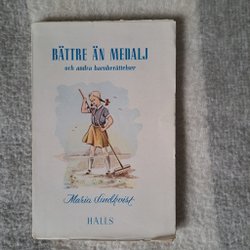 BÄTTRE ÄN MEDALJ
och andra barnberättelser
Maria Sandqvist
HALLS